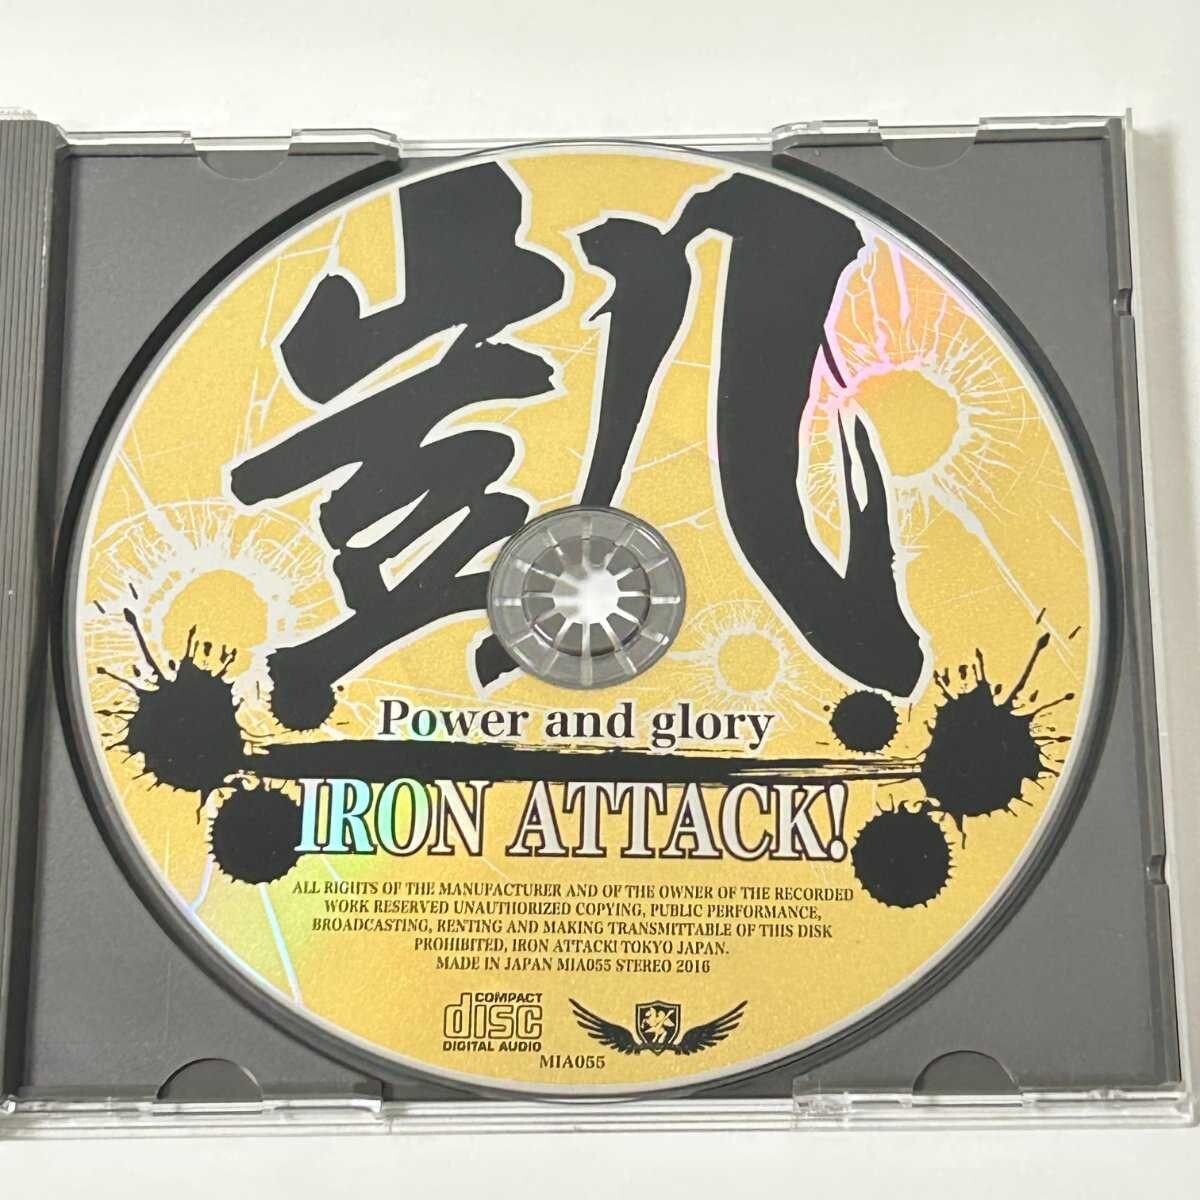 凱
Power and glory
IRON ATTACK!
ALL RIGHTS OF THE MANUFACTURER AND OF THE OWNER OF THE RECORDED
WORK RESERVED UNAUTHORIZED COPYING, PUBLIC PERFORMANCE,
BROADCASTING, RENTING AND MAKING TRANSMITTABLE OF THIS DISK
PROHIBITED, IRON ATTACK! TOKYO JAPAN.
MADE IN JAPAN MIA055 STEREO 2016
COMPACT
disc
DIGITAL AUDIO
MIA055